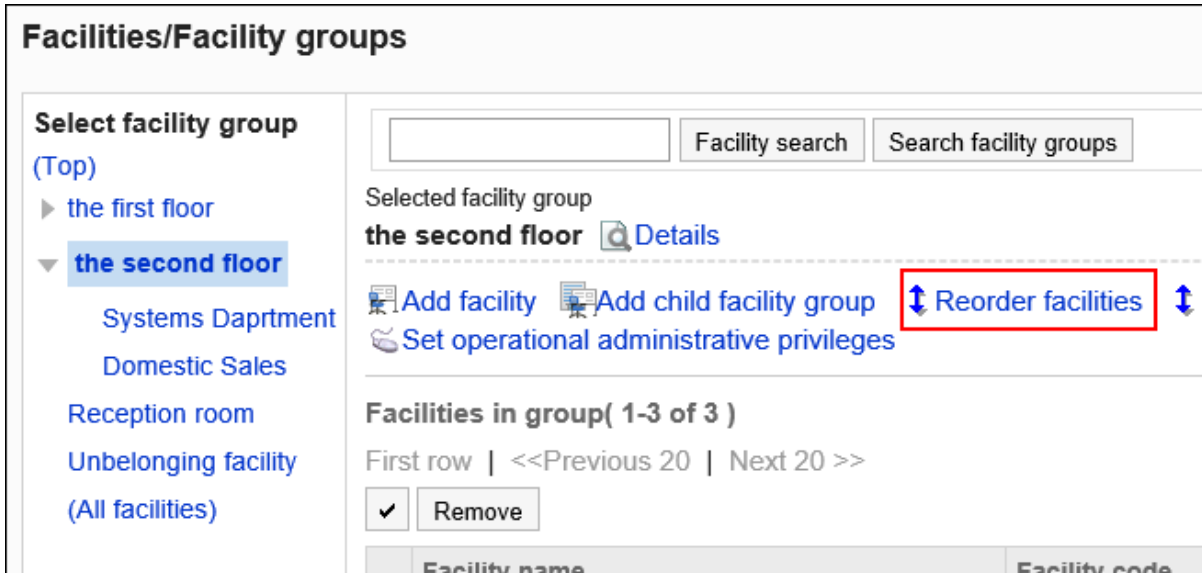 Facilities/Facility groups
Select facility group
(Top)
the first floor
the second floor
Systems Daprtment
Domestic Sales
Reception room
Unbelonging facility
(All facilities)
Facility search Search facility groups
Selected facility group
the second floor Details
Add facility Add child facility group Reorder facilities
Set operational administrative privileges
Facilities in group( 1-3 of 3 )
First row | <<Previous 20 | Next 20 >>
Remove
Facility name Facility code